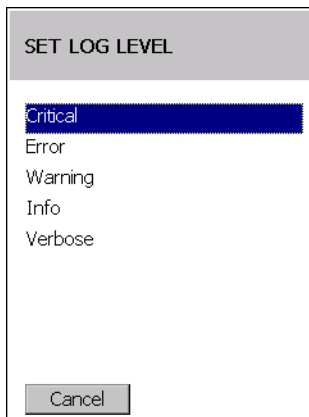 SET LOG LEVEL
Critical
Error
Warning
Info
Verbose
Cancel